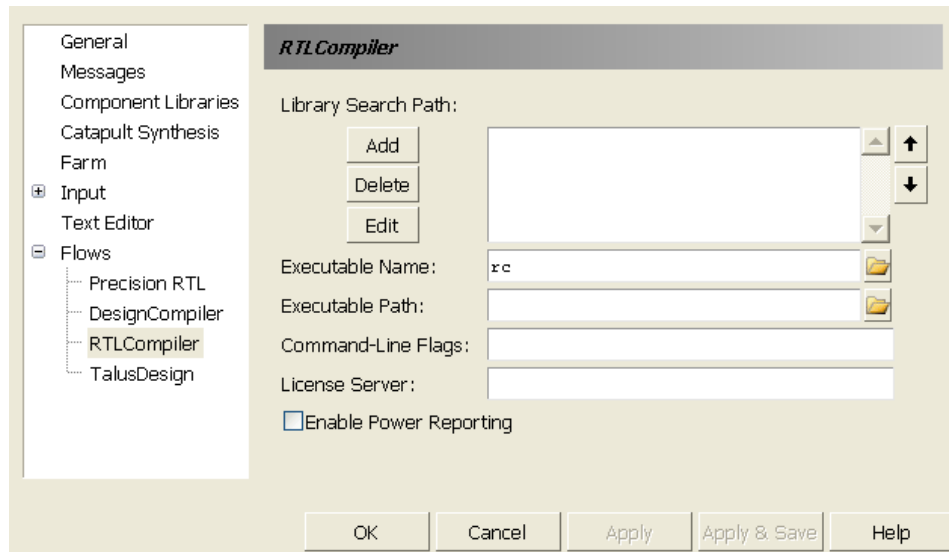 General
Messages
Component Libraries
Catapult Synthesis
Farm
Input
Text Editor
Flows
Precision RTL
DesignCompiler
RTLCompiler
TalusDesign
RTLCompiler
Library Search Path:
Add
Delete
Edit
Executable Name:
rc
Executable Path:
Command-Line Flags:
License Server:
Enable Power Reporting
OK
Cancel
Apply
Apply & Save
Help